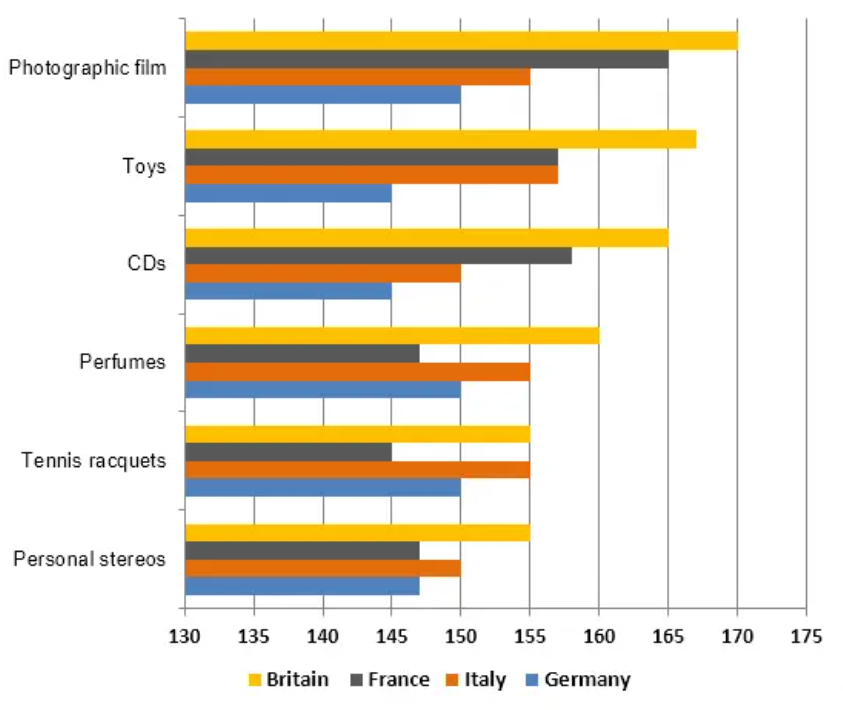 Photographic film
Toys
CDs
Perfumes
Tennis racquets
Personal stereos
130 135 140 145 150 155 160 165 170 175
Britain France Italy Germany